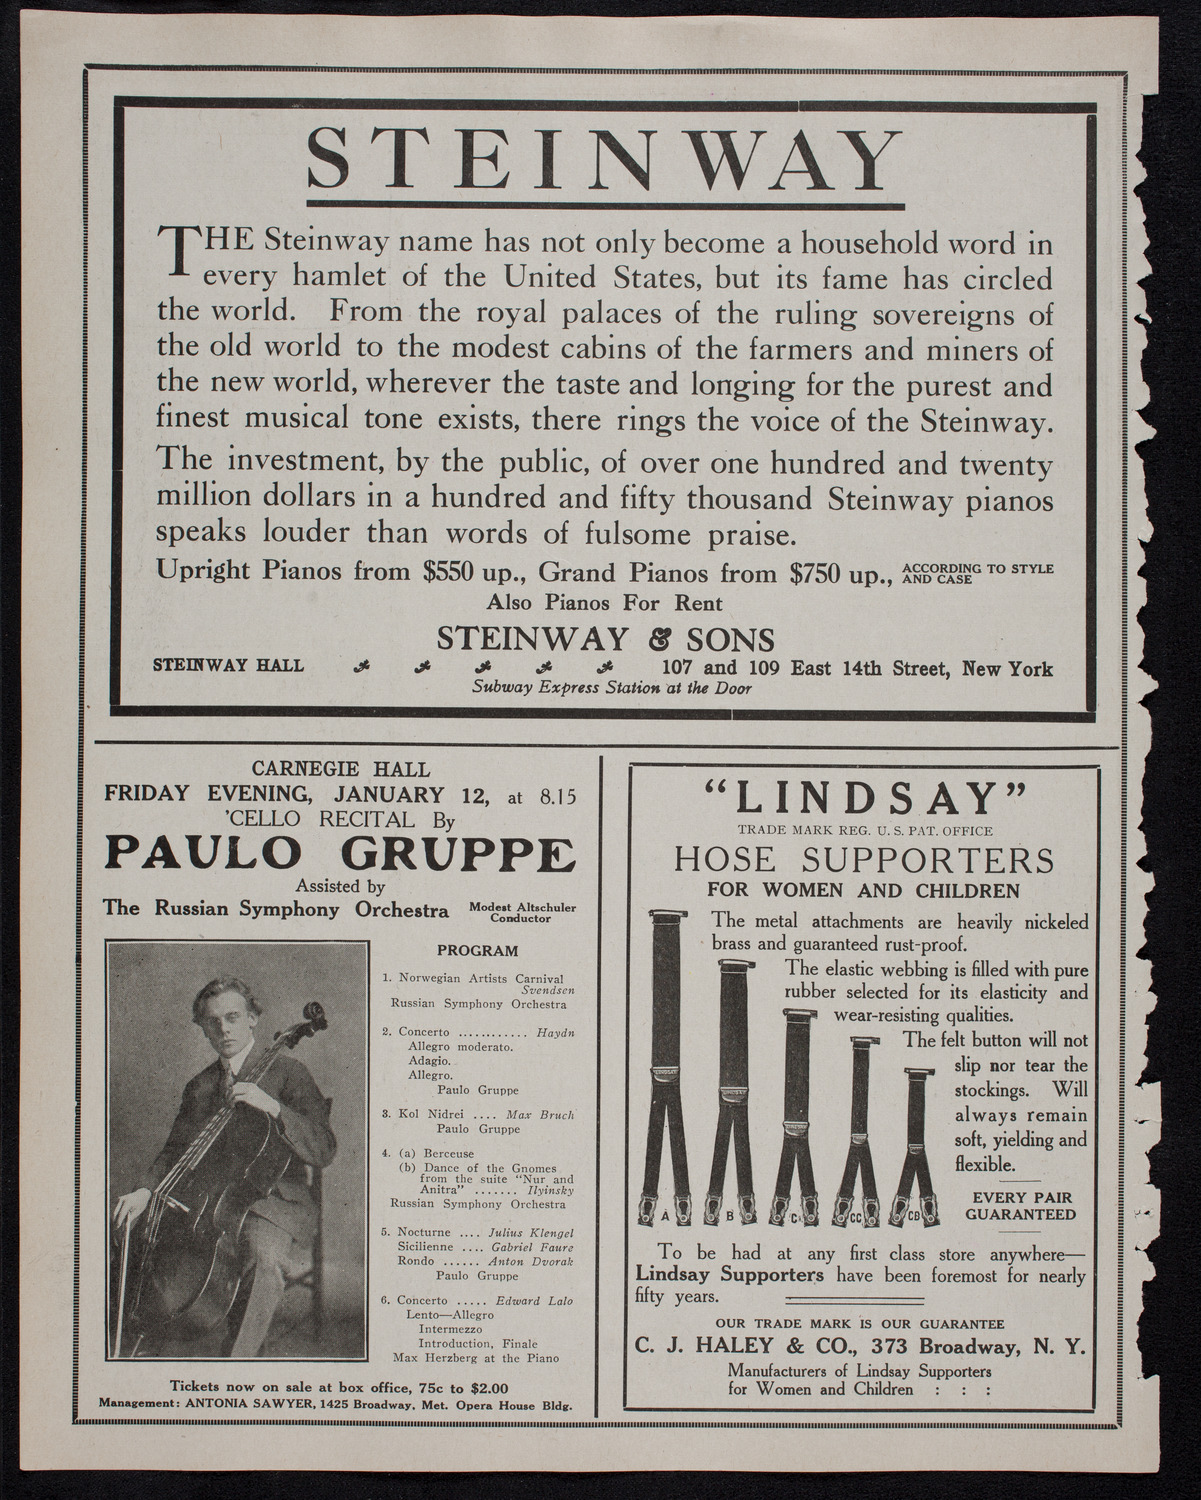 STEINWAY
THE Steinway name has not only become a household word in
every hamlet of the United States, but its fame has circled
the world. From the royal palaces of the ruling sovereigns of
the old world to the modest cabins of the farmers and miners of
the new world, wherever the taste and longing for the purest and
finest musical tone exists, there rings the voice of the Steinway.
The investment, by the public, of over one hundred and twenty
million dollars in a hundred and fifty thousand Steinway pianos
speaks louder than words of fulsome praise.
Upright Pianos from $550 up., Grand Pianos from $750 up., ACCORDING TO STYLE AND CASE
Also Pianos For Rent
STEINWAY & SONS
STEINWAY HALL 107 and 109 East 14th Street, New York
Subway Express Station at the Door
CARNEGIE HALL
FRIDAY EVENING, JANUARY 12, at 8.15
'CELLO RECITAL By
PAULO GRUPPE
Assisted by
The Russian Symphony Orchestra Modest Altschuler Conductor
PROGRAM
1. Norwegian Artists Carnival
Svendsen
Russian Symphony Orchestra
2. Concerto ............ Haydn
Allegro moderato.
Adagio.
Allegro.
Paulo Gruppe
3. Kol Nidrei .... Max Bruch
Paulo Gruppe
4. (a) Berceuse
(b) Dance of the Gnomes
from the suite "Nur and
Anitra" ....... Ilyinsky
Russian Symphony Orchestra
5. Nocturne .... Julius Klengel
Sicilienne .... Gabriel Faure
Rondo ...... Anton Dvorak
Paulo Gruppe
6. Concerto ..... Edward Lalo
Lento—Allegro
Intermezzo
Introduction, Finale
Max Herzberg at the Piano
Tickets now on sale at box office, 75c to $2.00
Management: ANTONIA SAWYER, 1425 Broadway, Met. Opera House Bldg.
"LINDSAY"
TRADE MARK REG. U. S. PAT. OFFICE
HOSE SUPPORTERS
FOR WOMEN AND CHILDREN
The metal attachments are heavily nickeled
brass and guaranteed rust-proof.
The elastic webbing is filled with pure
rubber selected for its elasticity and
wear-resisting qualities.
The felt button will not
slip nor tear the
stockings. Will
always remain
soft, yielding and
flexible.
EVERY PAIR
GUARANTEED
LINDSAY
LINDSAY
A B C CC CB
To be had at any first class store anywhere—
Lindsay Supporters have been foremost for nearly
fifty years.
OUR TRADE MARK IS OUR GUARANTEE
C. J. HALEY & CO., 373 Broadway, N. Y.
Manufacturers of Lindsay Supporters
for Women and Children : : :